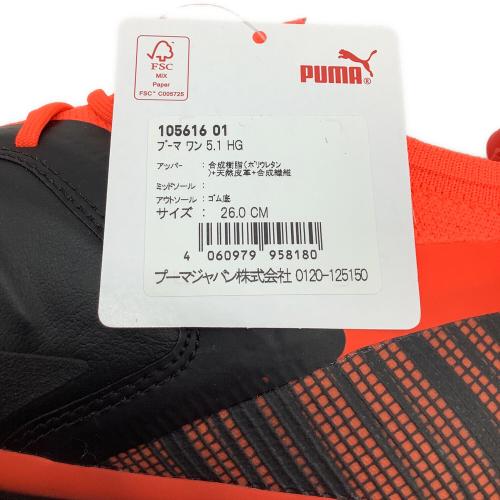 FSC
MIX
Paper
FSC™ C005725
PUMA®
105616 01
プーマ ワン 5.1 HG
アッパー : 合成樹脂(ポリウレタン
)+天然皮革+合成繊維
ミッドソール :
アウトソール : ゴム底
サイズ : 26.0 CM
4 060979 958180
プーマジャパン株式会社 0120-125150